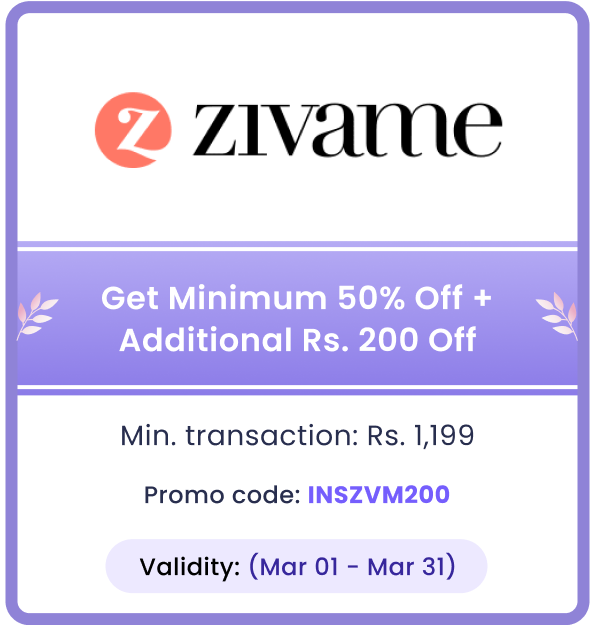 z zivame
Get Minimum 50% Off +
Additional Rs. 200 Off
Min. transaction: Rs. 1,199
Promo code: INSZVM200
Validity: (Mar 01 - Mar 31)